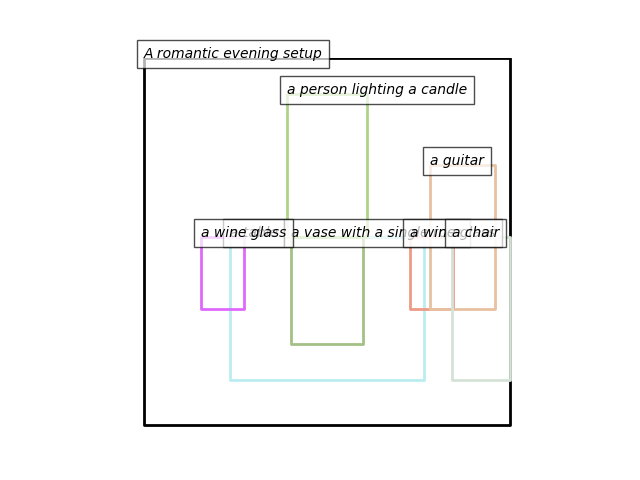 A romantic evening setup
a person lighting a candle
a guitar
a wine glass
a vase with a single
a wine
a chair